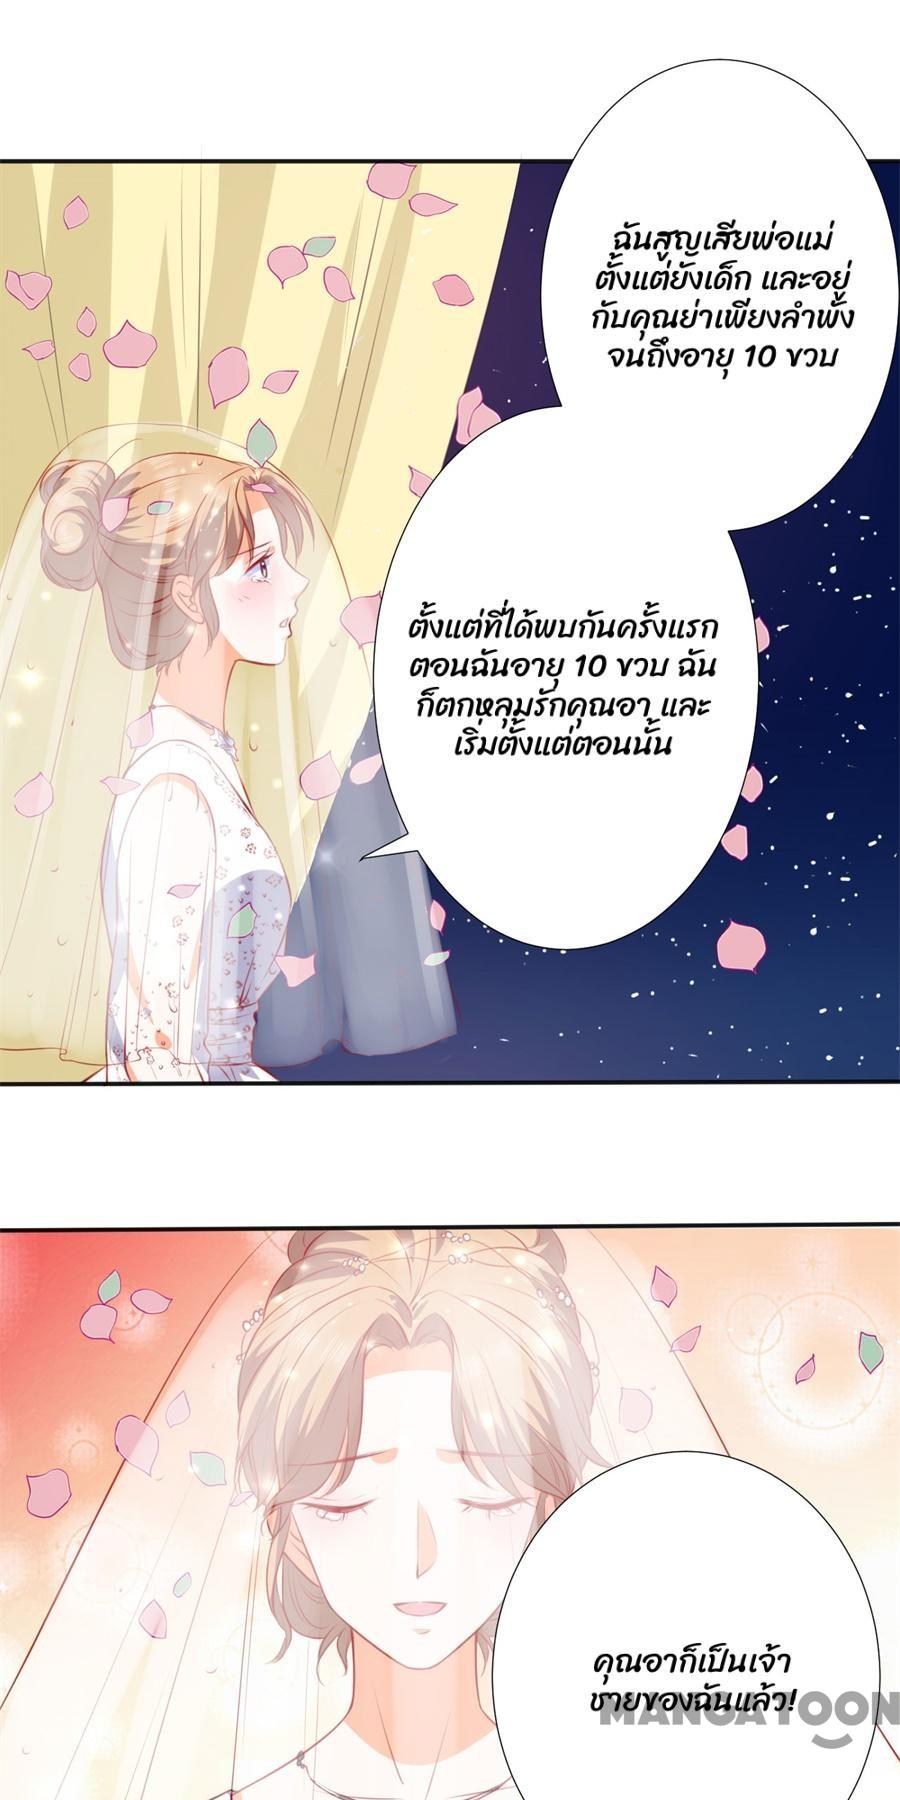 ฉันสูญเสียพ่อแม่
ตั้งแต่ยังเด็ก และอยู่
กับคุณย่าเพียงลำพัง
จนถึงอายุ 10 ขวบ
ตั้งแต่ที่ได้พบกันครั้งแรก
ตอนฉันอายุ 10 ขวบ ฉัน
ก็ตกหลุมรักคุณอา และ
เริ่มตั้งแต่ตอนนั้น
คุณอาก็เป็นเจ้า
ชายของฉันแล้ว!
MANGATOON